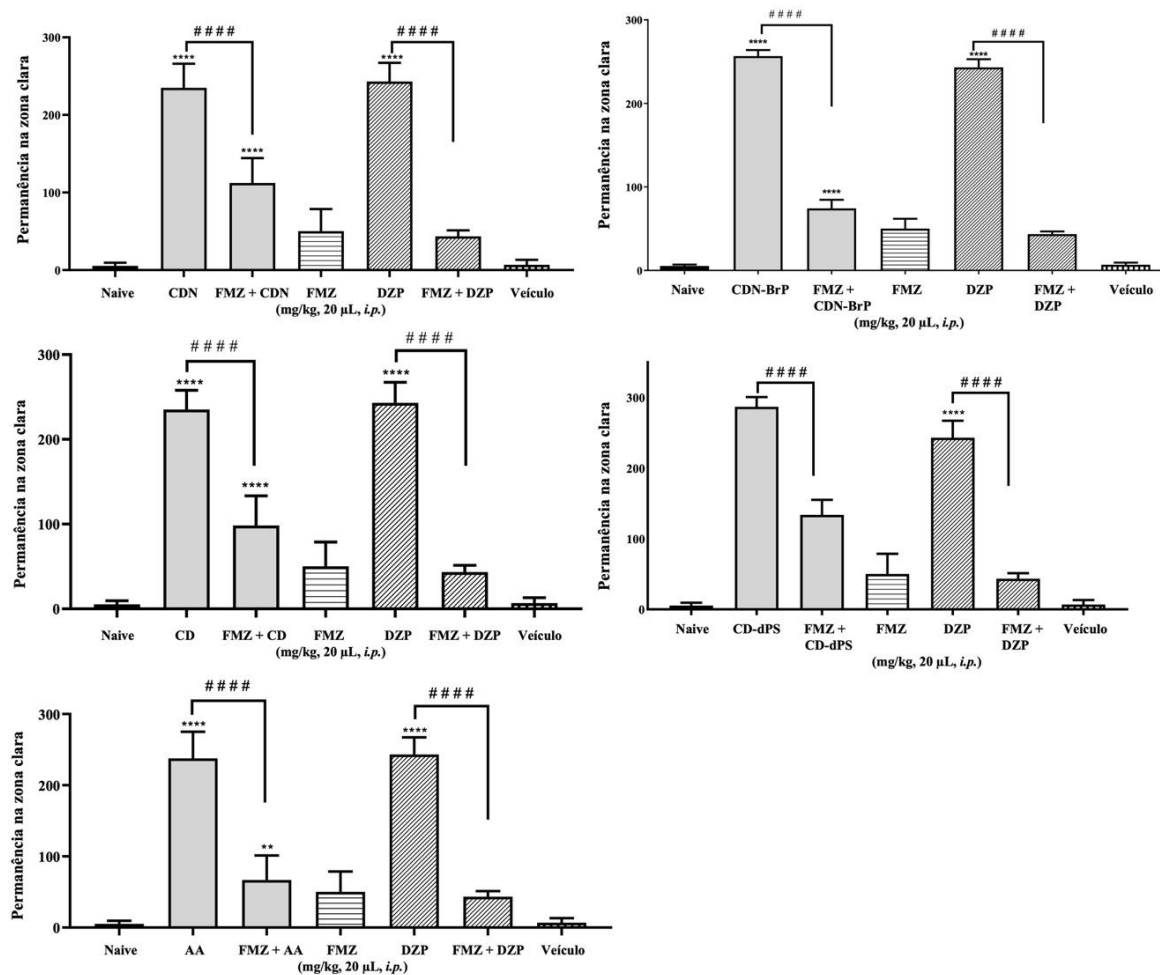 # # # #
# # # #
****
****
****
Permanência na zona clara
300
200
100
0
Naive CDN FMZ + CDN FMZ DZP FMZ + DZP Veículo
(mg/kg, 20 µL, i.p.)
# # # #
# # # #
****
****
****
Permanência na zona clara
300
200
100
0
Naive CDN-BrP FMZ + CDN-BrP FMZ DZP FMZ + DZP Veículo
(mg/kg, 20 µL, i.p.)
# # # #
# # # #
****
****
****
Permanência na zona clara
300
200
100
0
Naive CD FMZ + CD FMZ DZP FMZ + DZP Veículo
(mg/kg, 20 µL, i.p.)
# # # #
# # # #
****
Permanência na zona clara
300
200
100
0
Naive CD-dPS FMZ + CD-dPS FMZ DZP FMZ + DZP Veículo
(mg/kg, 20 µL, i.p.)
# # # #
# # # #
****
****
**
Permanência na zona clara
300
200
100
0
Naive AA FMZ + AA FMZ DZP FMZ + DZP Veículo
(mg/kg, 20 µL, i.p.)